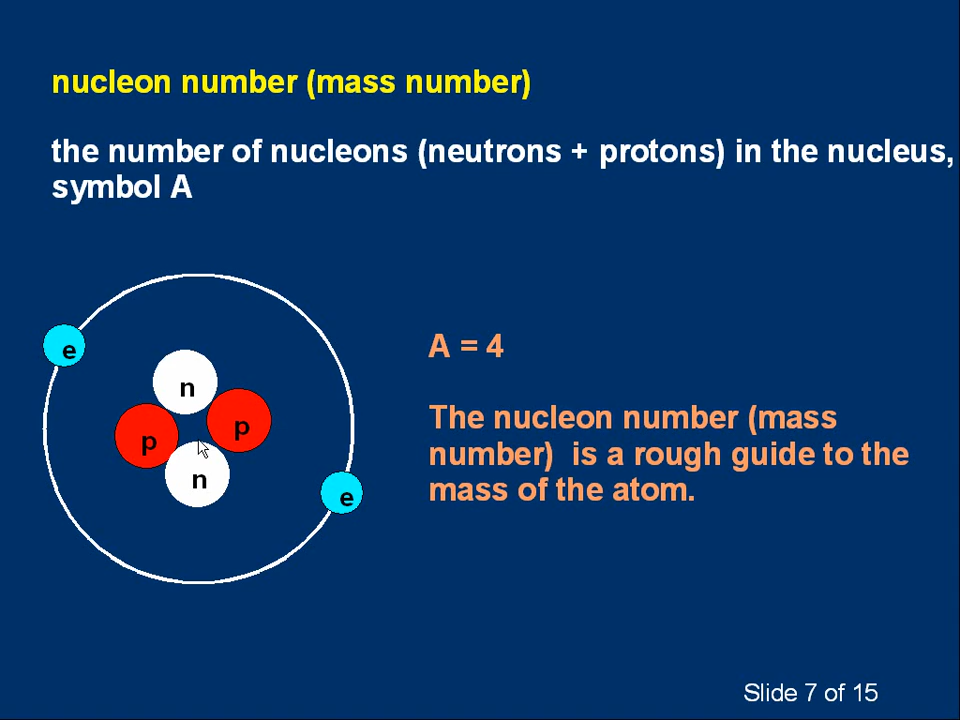 nucleon number (mass number)
the number of nucleons (neutrons + protons) in the nucleus,
symbol A
e
n
p
p
n
e
A = 4
The nucleon number (mass
number)  is a rough guide to the
mass of the atom.
Slide 7 of 15